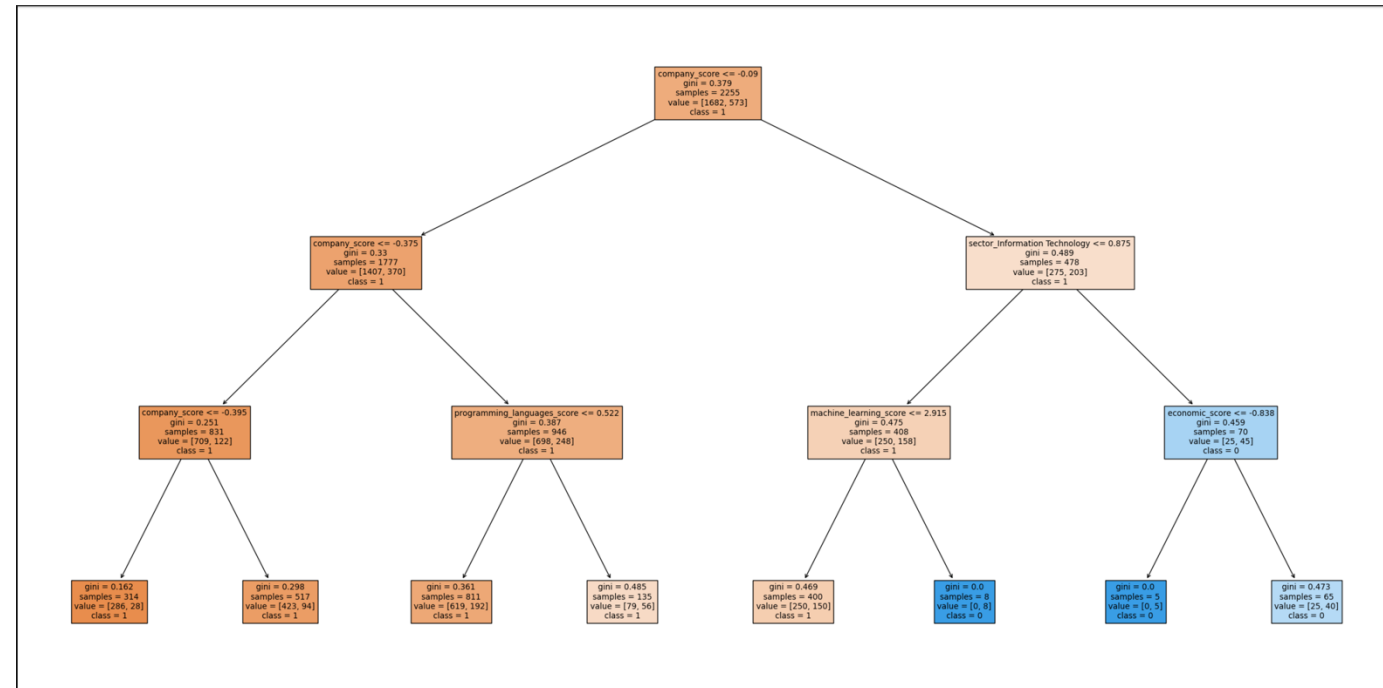 company_score <= -0.09
gini = 0.379
samples = 2255
value = [1682, 573]
class = 1
company_score <= -0.375
gini = 0.33
samples = 1777
value = [1407, 370]
class = 1
sector_Information Technology <= 0.875
gini = 0.489
samples = 478
value = [275, 203]
class = 1
company_score <= -0.395
gini = 0.251
samples = 831
value = [709, 122]
class = 1
programming_languages_score <= 0.522
gini = 0.387
samples = 946
value = [698, 248]
class = 1
machine_learning_score <= 2.915
gini = 0.475
samples = 408
value = [250, 158]
class = 1
economic_score <= -0.838
gini = 0.459
samples = 70
value = [25, 45]
class = 0
gini = 0.162
samples = 314
value = [286, 28]
class = 1
gini = 0.298
samples = 517
value = [423, 94]
class = 1
gini = 0.361
samples = 811
value = [619, 192]
class = 1
gini = 0.485
samples = 135
value = [79, 56]
class = 1
gini = 0.469
samples = 400
value = [250, 150]
class = 1
gini = 0.0
samples = 8
value = [0, 8]
class = 0
gini = 0.0
samples = 5
value = [0, 5]
class = 0
gini = 0.473
samples = 65
value = [25, 40]
class = 0